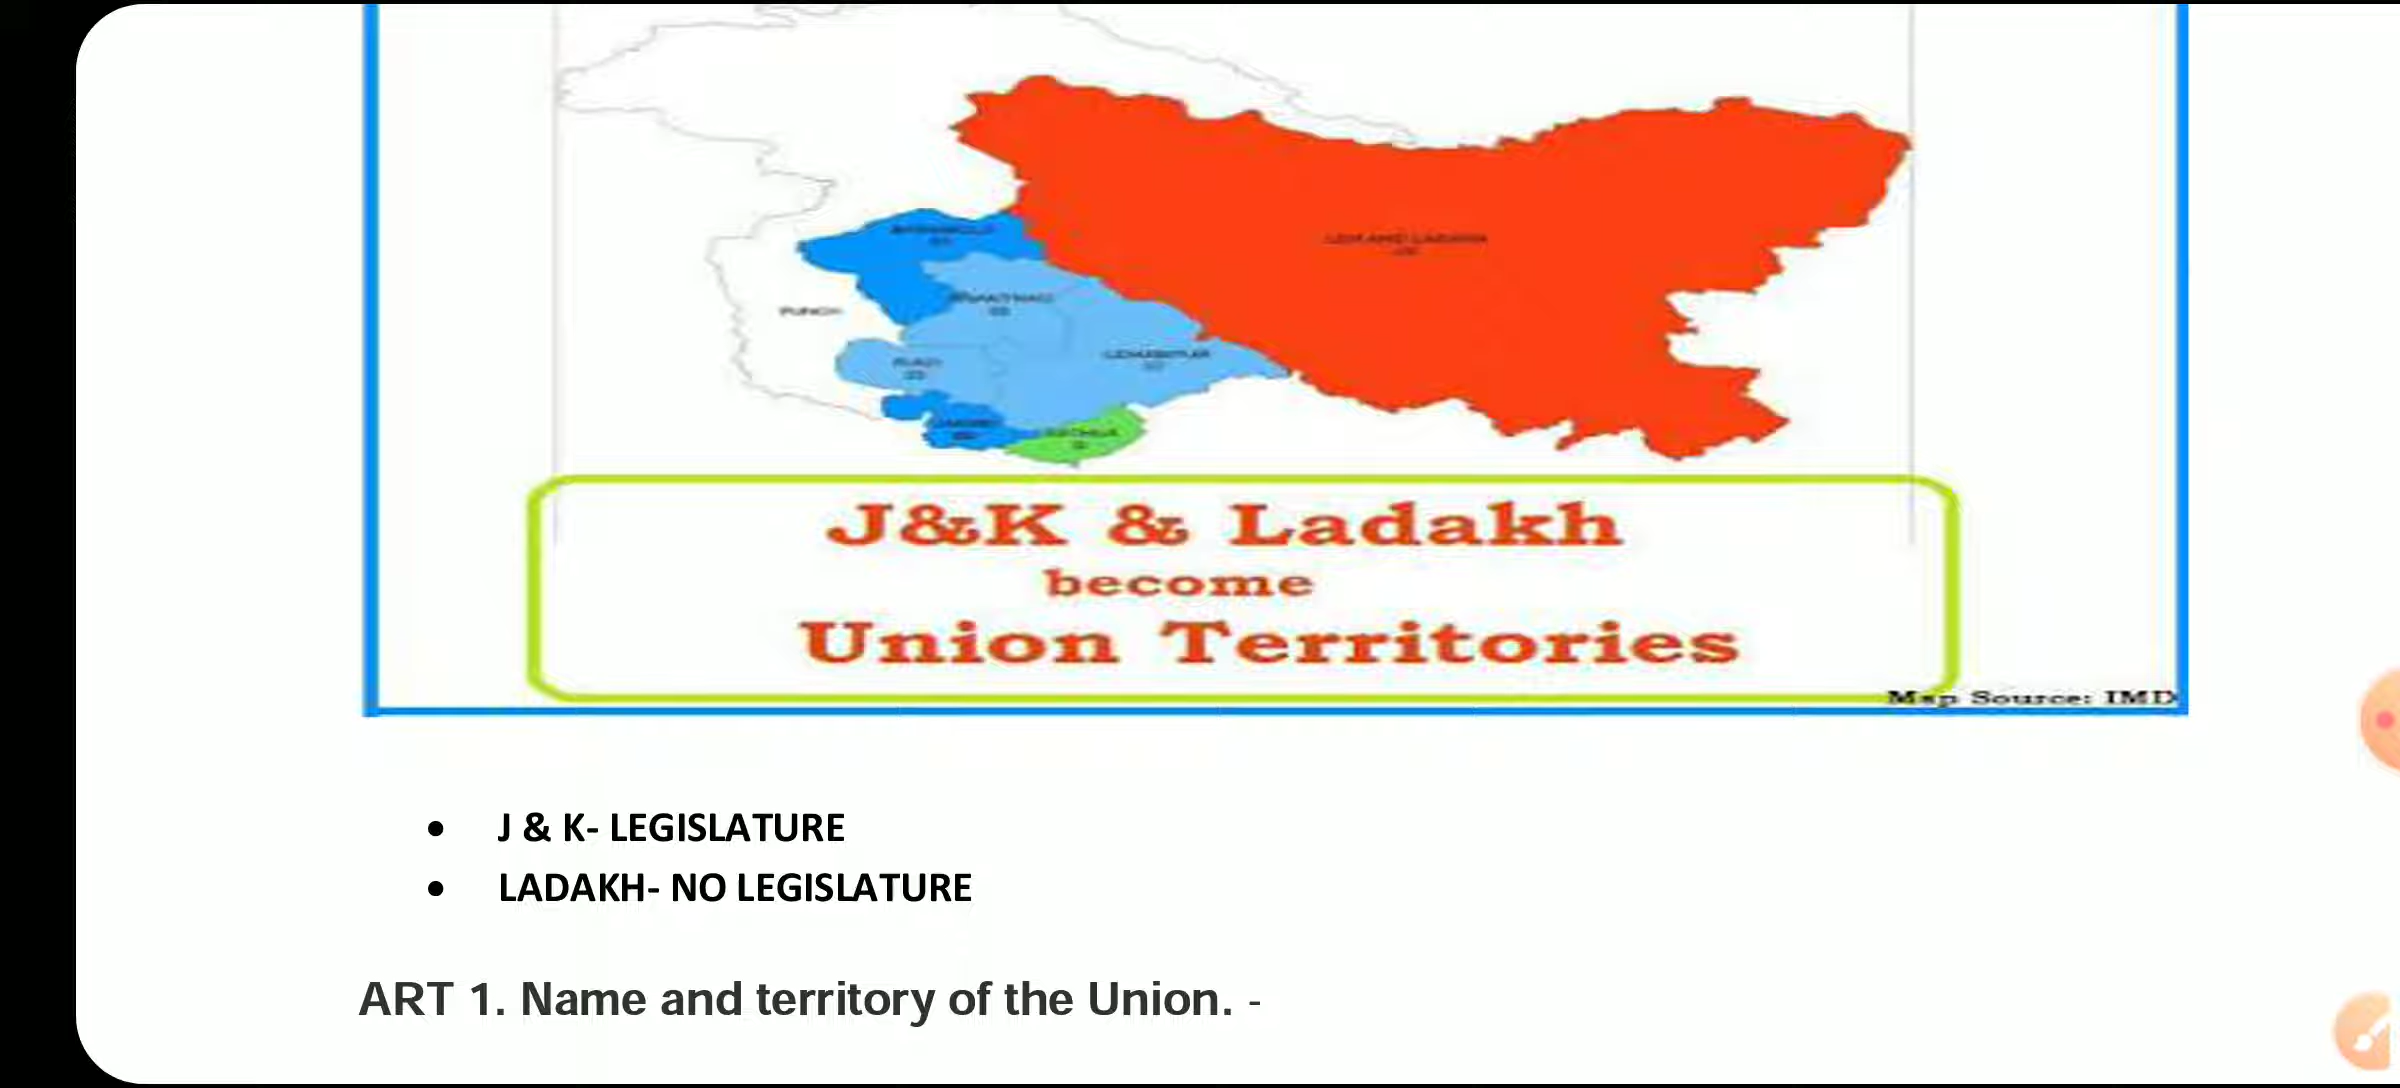 PUNCH
J&K & Ladakh
become
Union Territories
Map Source: IMD
• J & K- LEGISLATURE
• LADAKH- NO LEGISLATURE
ART 1. Name and territory of the Union. -